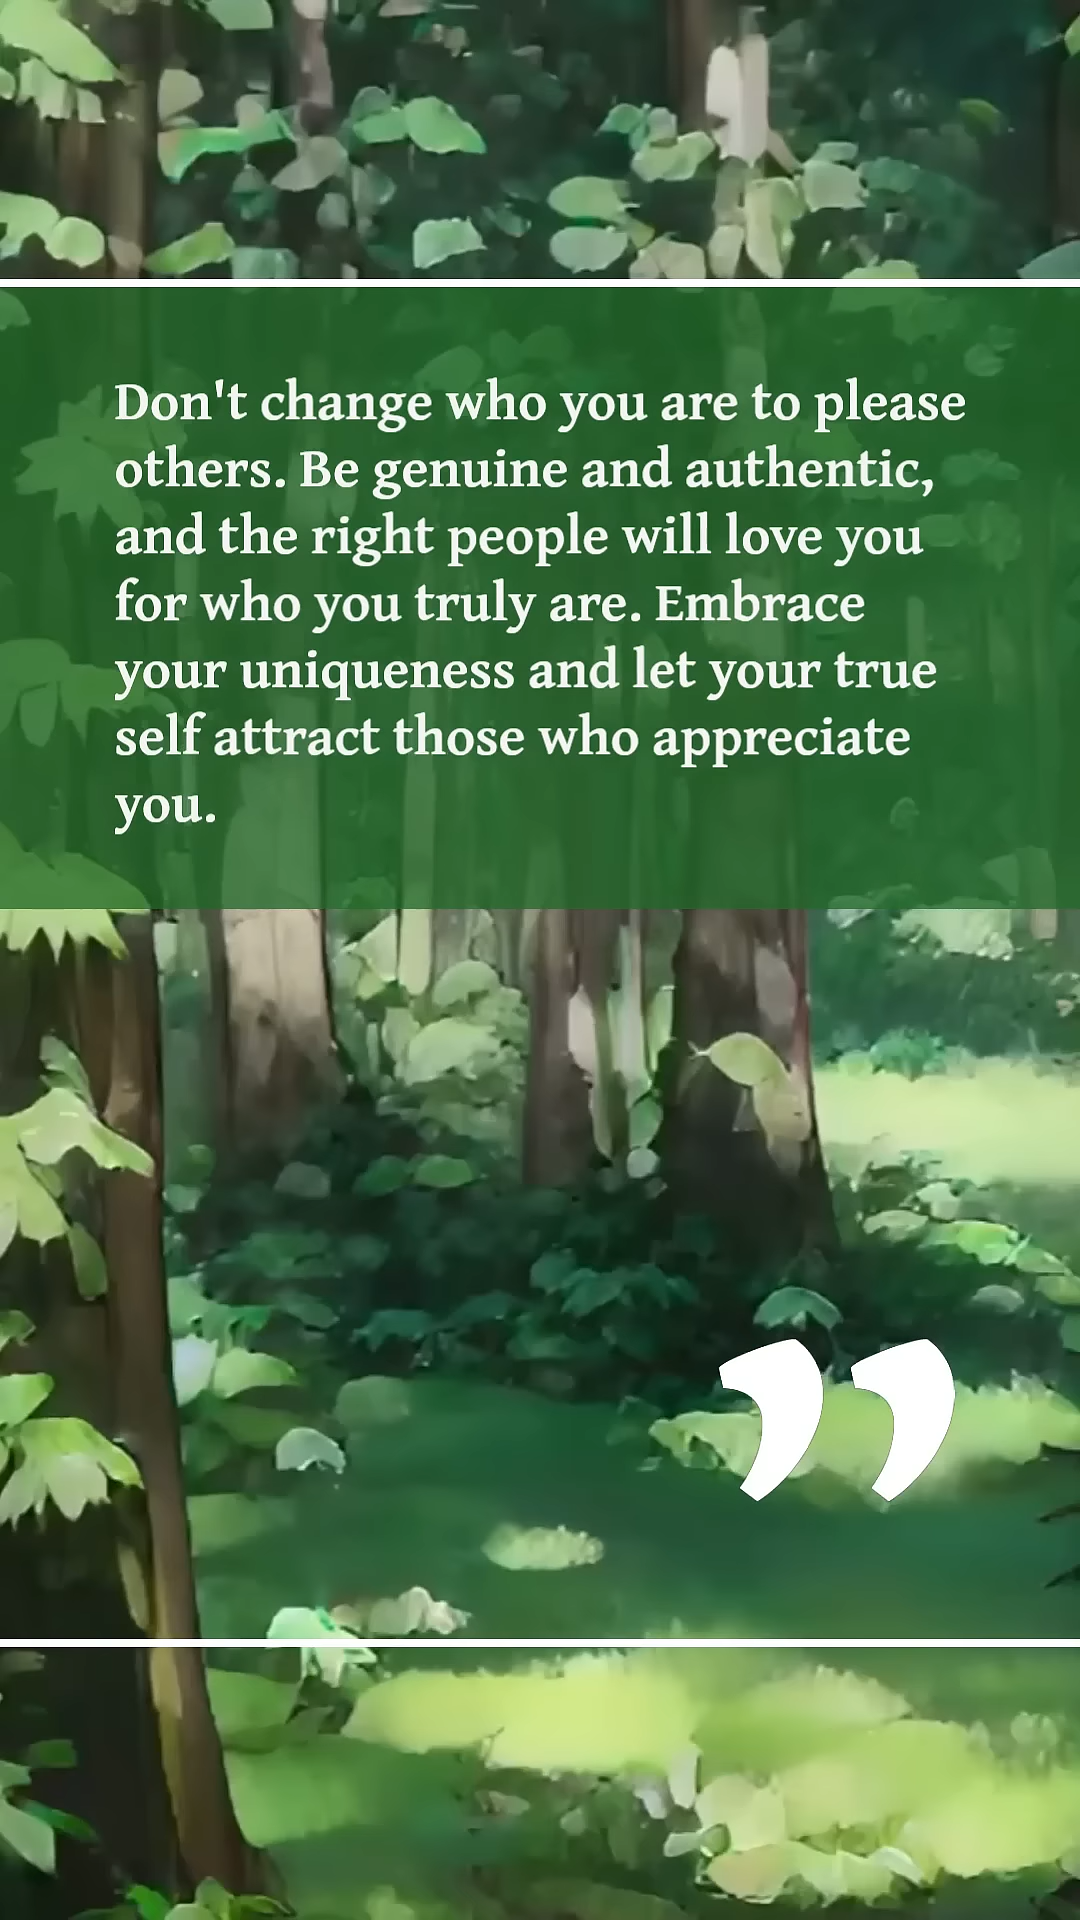 Don't change who you are to please
others. Be genuine and authentic,
and the right people will love you
for who you truly are. Embrace
your uniqueness and let your true
self attract those who appreciate
you.
”